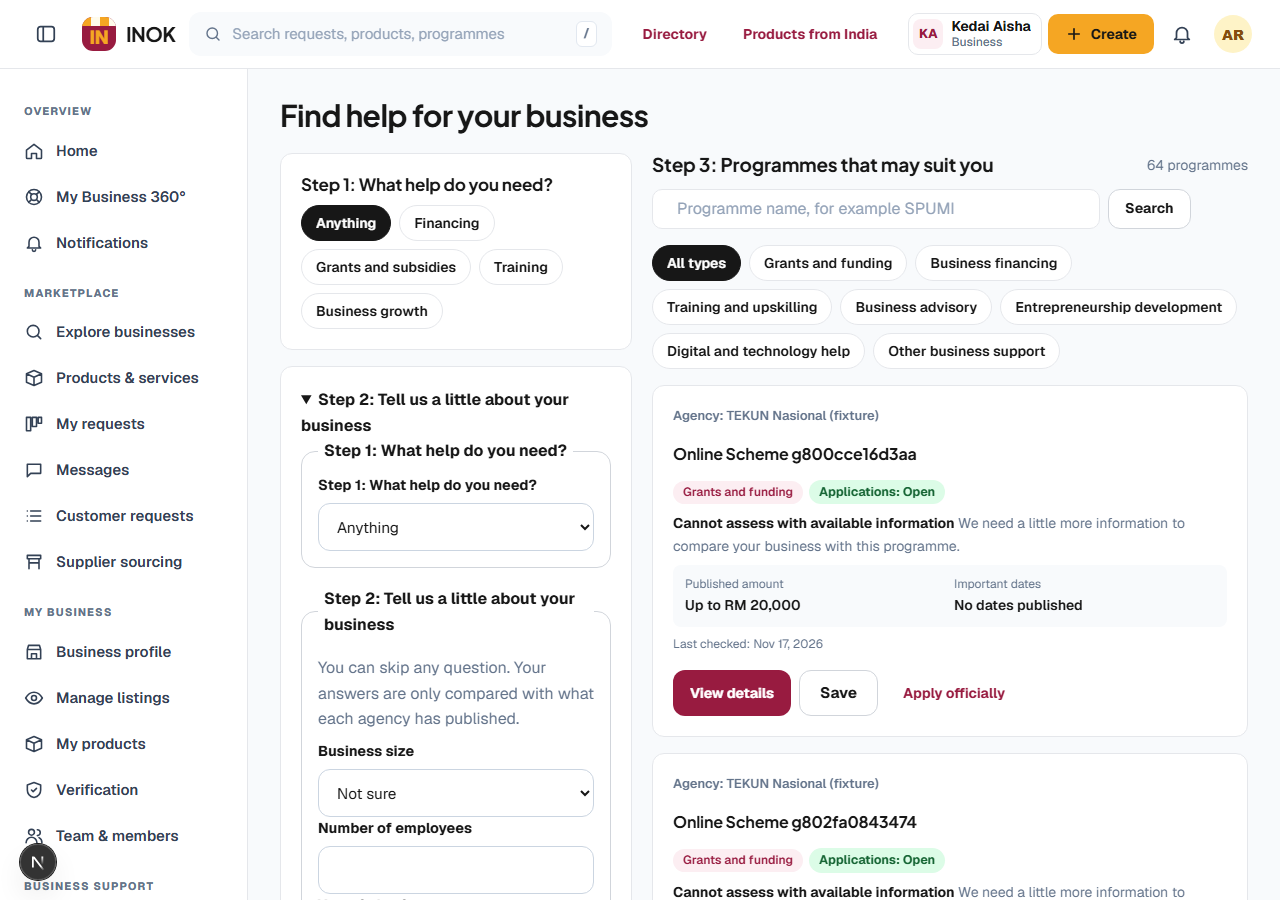 IN INOK
Search requests, products, programmes
/
Directory
Products from India
KA
Kedai Aisha
Business
+ Create
AR
OVERVIEW
Home
My Business 360°
Notifications
MARKETPLACE
Explore businesses
Products & services
My requests
Messages
Customer requests
Supplier sourcing
MY BUSINESS
Business profile
Manage listings
My products
Verification
Team & members
N
BUSINESS SUPPORT
Find help for your business
Step 1: What help do you need?
Anything
Financing
Grants and subsidies
Training
Business growth
▼ Step 2: Tell us a little about your
business
Step 1: What help do you need?
Step 1: What help do you need?
Anything
Step 2: Tell us a little about your
business
You can skip any question. Your
answers are only compared with what
each agency has published.
Business size
Not sure
Number of employees
Step 3: Programmes that may suit you
64 programmes
Programme name, for example SPUMI
Search
All types
Grants and funding
Business financing
Training and upskilling
Business advisory
Entrepreneurship development
Digital and technology help
Other business support
Agency: TEKUN Nasional (fixture)
Online Scheme g800cce16d3aa
Grants and funding
Applications: Open
Cannot assess with available information We need a little more information to
compare your business with this programme.
Published amount
Up to RM 20,000
Important dates
No dates published
Last checked: Nov 17, 2026
View details
Save
Apply officially
Agency: TEKUN Nasional (fixture)
Online Scheme g802fa0843474
Grants and funding
Applications: Open
Cannot assess with available information We need a little more information to